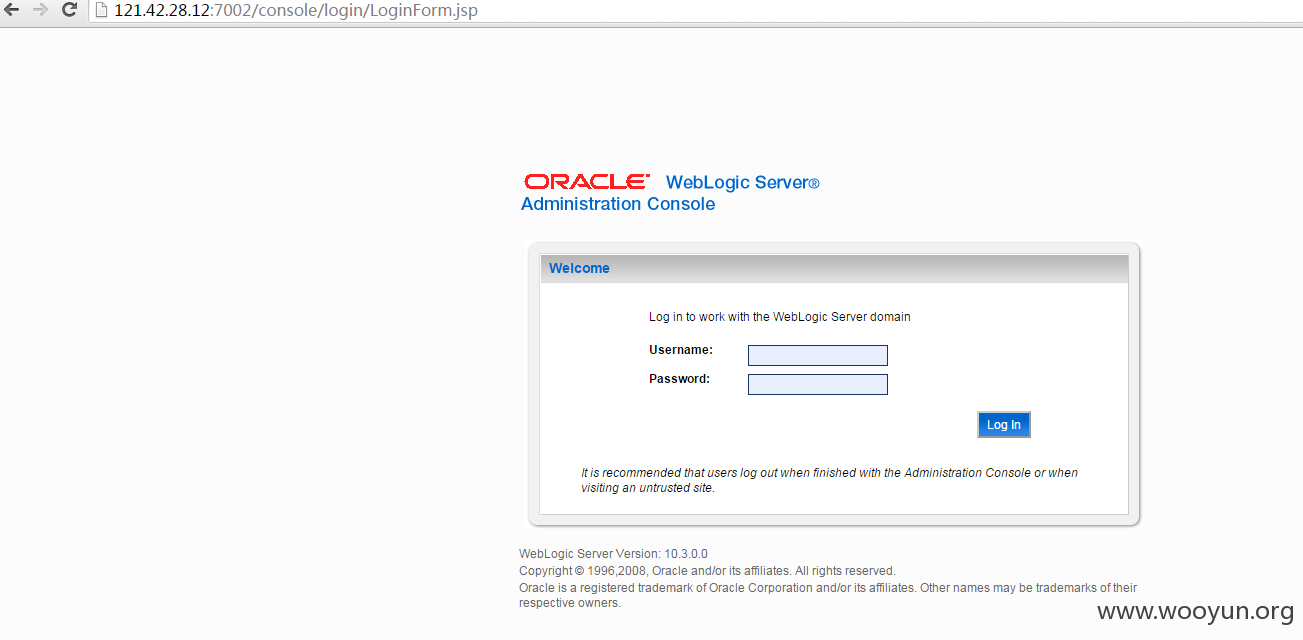 121.42.28.12:7002/console/login/LoginForm.jsp
ORACLE WebLogic Server®
Administration Console
Welcome
Log in to work with the WebLogic Server domain
Username:
Password:
Log In
It is recommended that users log out when finished with the Administration Console or when
visiting an untrusted site.
WebLogic Server Version: 10.3.0.0
Copyright © 1996,2008, Oracle and/or its affiliates. All rights reserved.
Oracle is a registered trademark of Oracle Corporation and/or its affiliates. Other names may be trademarks of their
respective owners.
www.wooyun.org